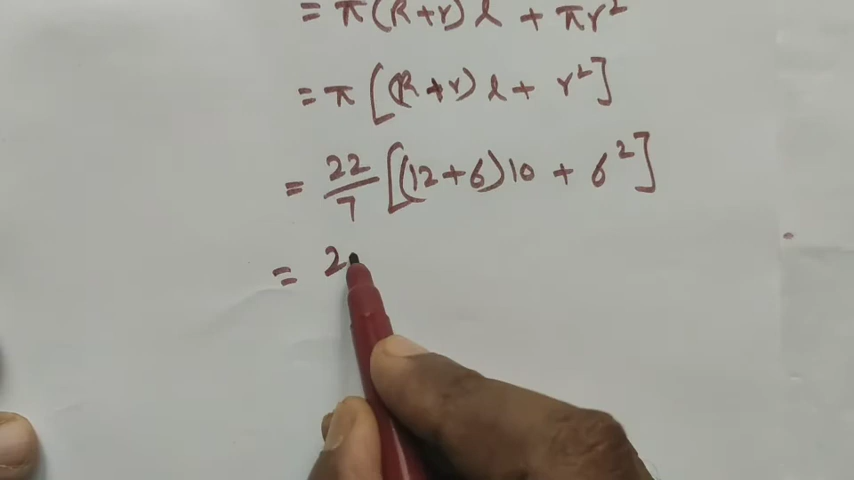 = π(R+r)l + πr²
= π[(R+r)l + r²]
= 22/7 [(12+6)10 + 6²]
= 2